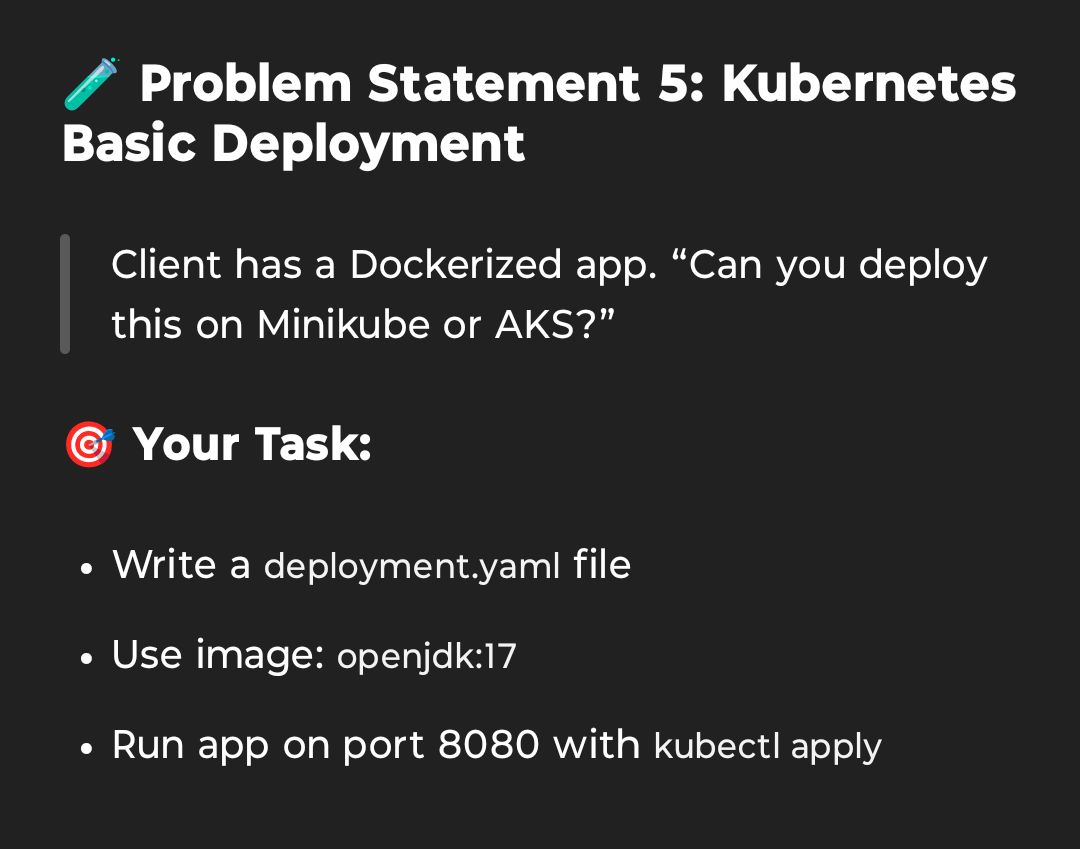 🧪 Problem Statement 5: Kubernetes
Basic Deployment
Client has a Dockerized app. “Can you deploy
this on Minikube or AKS?”
🎯 Your Task:
• Write a deployment.yaml file
• Use image: openjdk:17
• Run app on port 8080 with kubectl apply